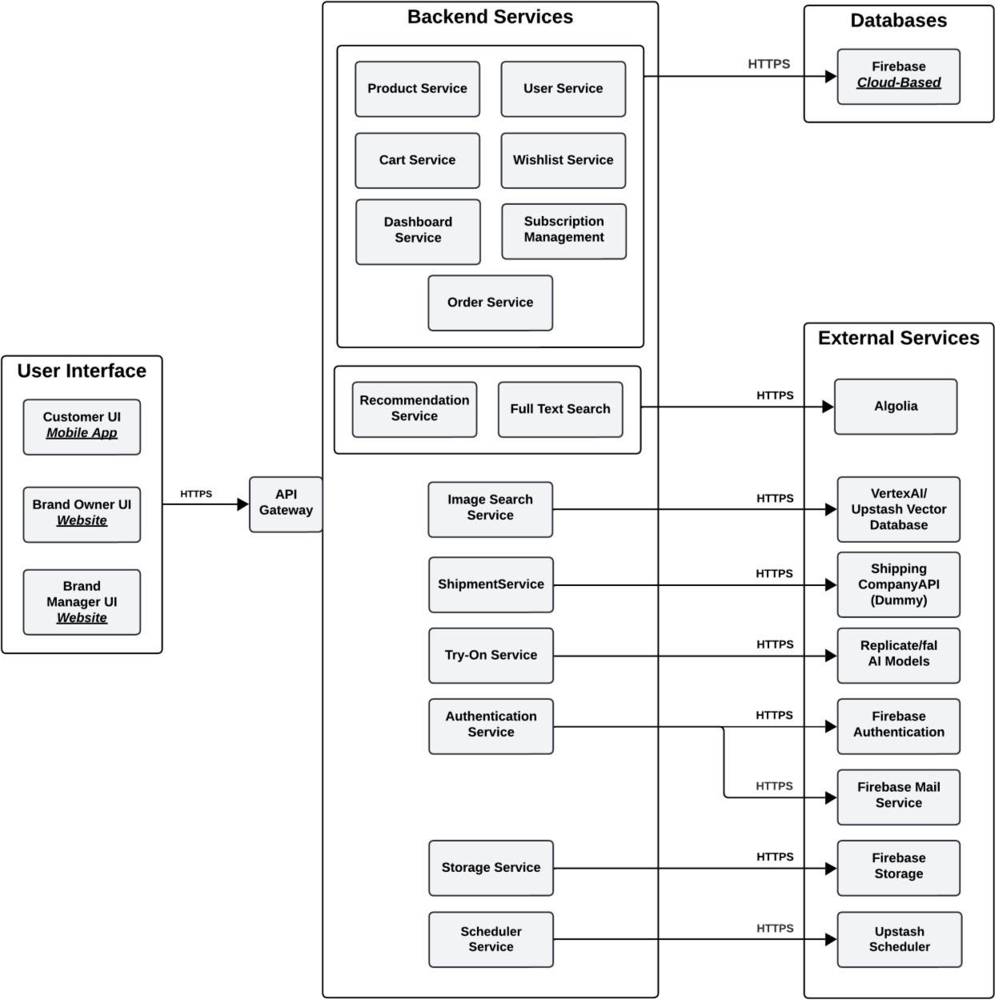 Backend Services
Product Service
User Service
Cart Service
Wishlist Service
Dashboard
Service
Subscription
Management
Order Service
Recommendation
Service
Full Text Search
Image Search
Service
ShipmentService
Try-On Service
Authentication
Service
Storage Service
Scheduler
Service
User Interface
Customer UI
Mobile App
Brand Owner UI
Website
Brand
Manager UI
Website
HTTPS
API
Gateway
HTTPS
HTTPS
HTTPS
HTTPS
HTTPS
HTTPS
HTTPS
HTTPS
HTTPS
Databases
Firebase
Cloud-Based
External Services
Algolia
VertexAI/
Upstash Vector
Database
Shipping
CompanyAPI
(Dummy)
Replicate/fal
AI Models
Firebase
Authentication
Firebase Mail
Service
Firebase
Storage
Upstash
Scheduler